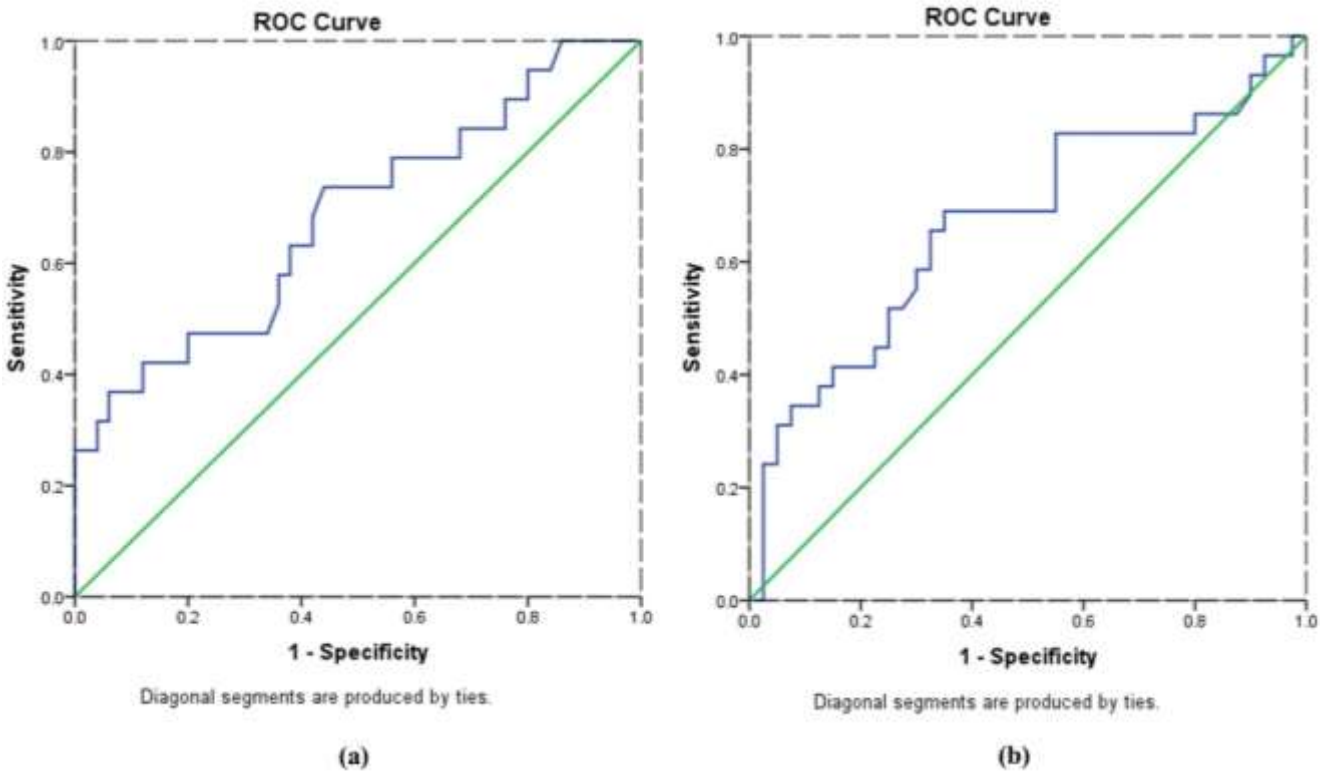 ROC Curve
1.0
0.8
0.6
0.4
0.2
0.0
Sensitivity
0.0 0.2 0.4 0.6 0.8 1.0
1 - Specificity
Diagonal segments are produced by ties.
(a)
ROC Curve
1.0
0.8
0.6
0.4
0.2
0.0
Sensitivity
0.0 0.2 0.4 0.6 0.8 1.0
1 - Specificity
Diagonal segments are produced by ties.
(b)